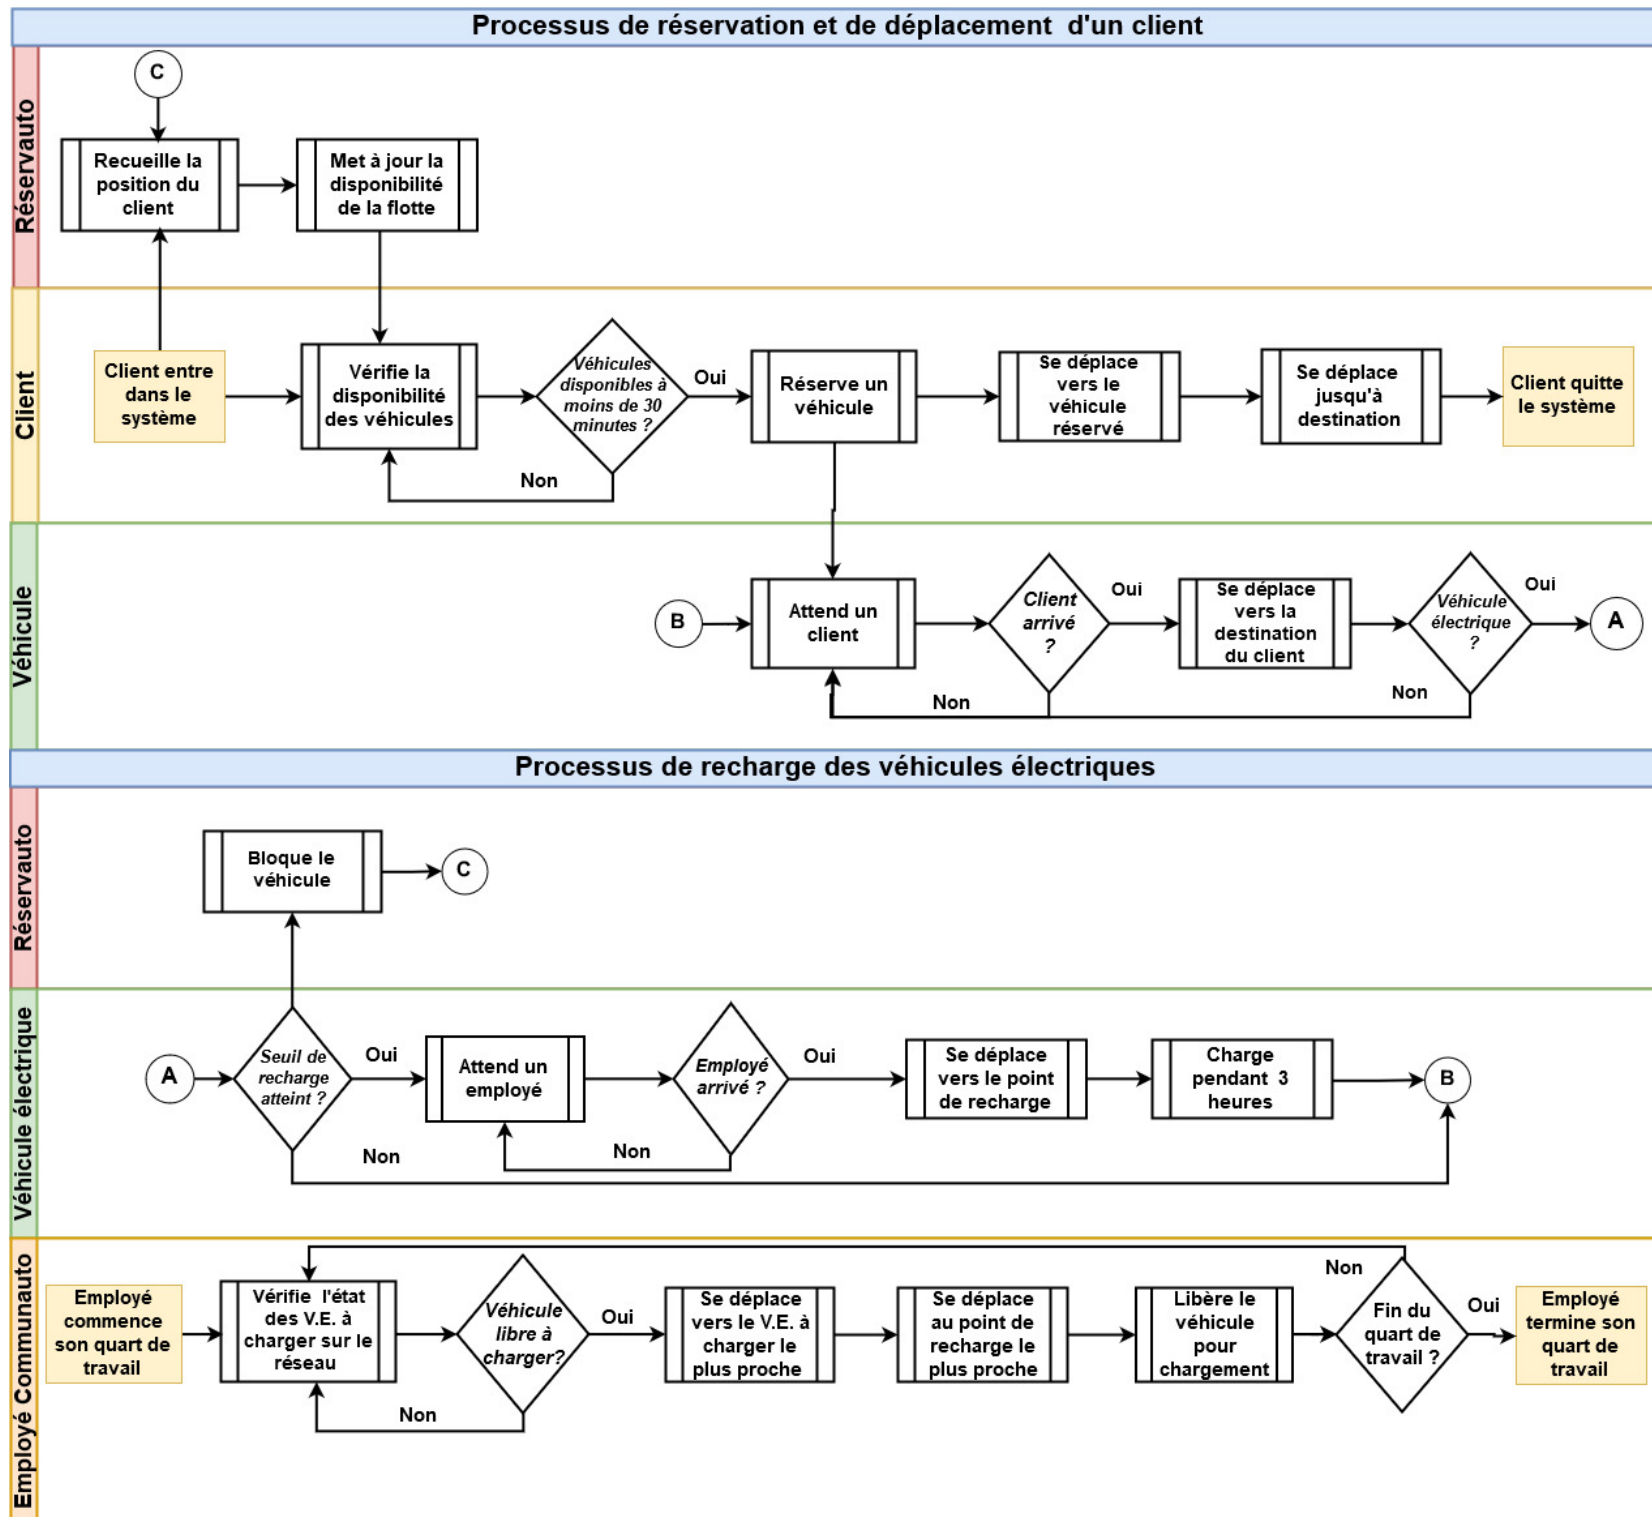 Processus de réservation et de déplacement d'un client
Réservauto
C
Recueille la
position du
client
Met à jour la
disponibilité
de la flotte
Client
Client entre
dans le
système
Vérifie la
disponibilité
des véhicules
Véhicules
disponibles à
moins de 30
minutes ?
Oui
Non
Réserve un
véhicule
Se déplace
vers le
véhicule
réservé
Se déplace
jusqu'à
destination
Client quitte
le système
Véhicule
B
Attend un
client
Client
arrivé
?
Oui
Non
Se déplace
vers la
destination
du client
Véhicule
électrique
?
Oui
Non
A
Processus de recharge des véhicules électriques
Réservauto
Bloque le
véhicule
C
Véhicule électrique
A
Seuil de
recharge
atteint ?
Oui
Non
Attend un
employé
Employé
arrivé ?
Oui
Non
Se déplace
vers le point
de recharge
Charge
pendant 3
heures
B
Employé Communauto
Employé
commence
son quart de
travail
Vérifie l'état
des V.E. à
charger sur le
réseau
Véhicule
libre à
charger?
Oui
Non
Se déplace
vers le V.E. à
charger le
plus proche
Se déplace
au point de
recharge le
plus proche
Libère le
véhicule
pour
chargement
Non
Fin du
quart de
travail ?
Oui
Employé
termine son
quart de
travail